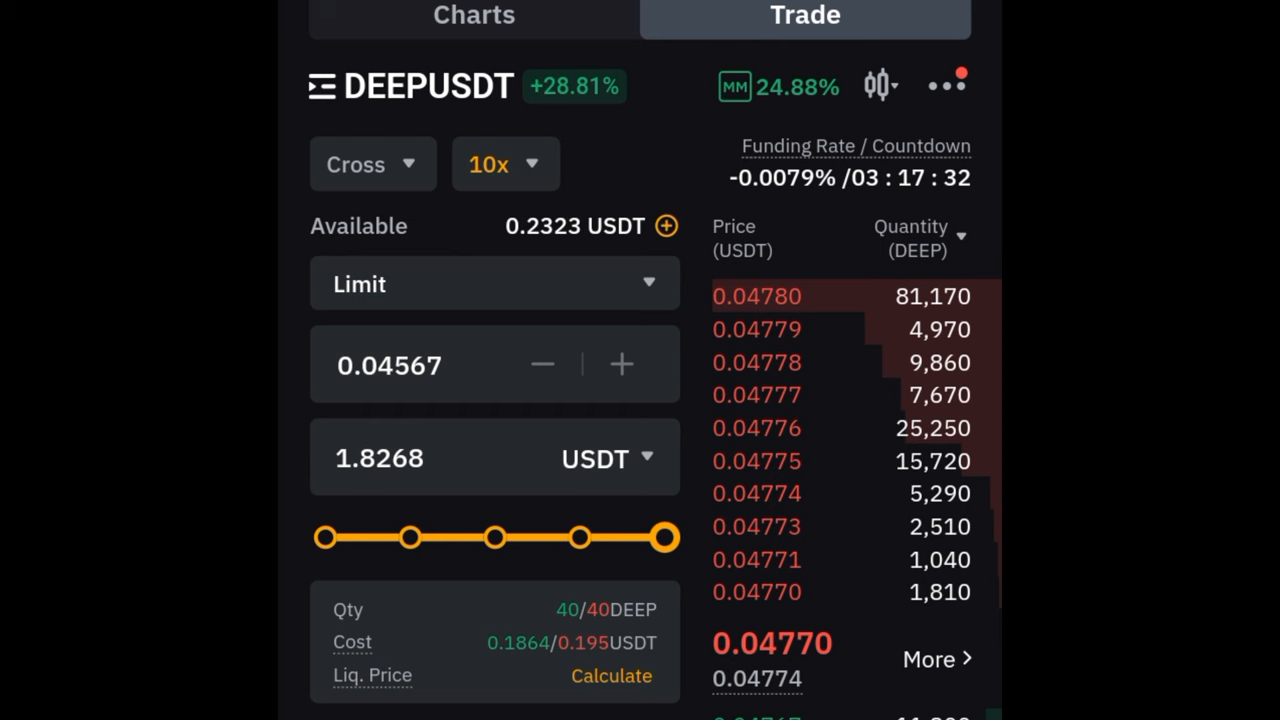 Charts Trade
DEEPUSDT +28.81% MM 24.88%
Cross 10x
Funding Rate / Countdown
-0.0079% /03 : 17 : 32
Available 0.2323 USDT
Limit
0.04567
1.8268 USDT
Qty 40/40DEEP
Cost 0.1864/0.195USDT
Liq. Price Calculate
Price Quantity
(USDT) (DEEP)
0.04780 81,170
0.04779 4,970
0.04778 9,860
0.04777 7,670
0.04776 25,250
0.04775 15,720
0.04774 5,290
0.04773 2,510
0.04771 1,040
0.04770 1,810
0.04770
0.04774
More